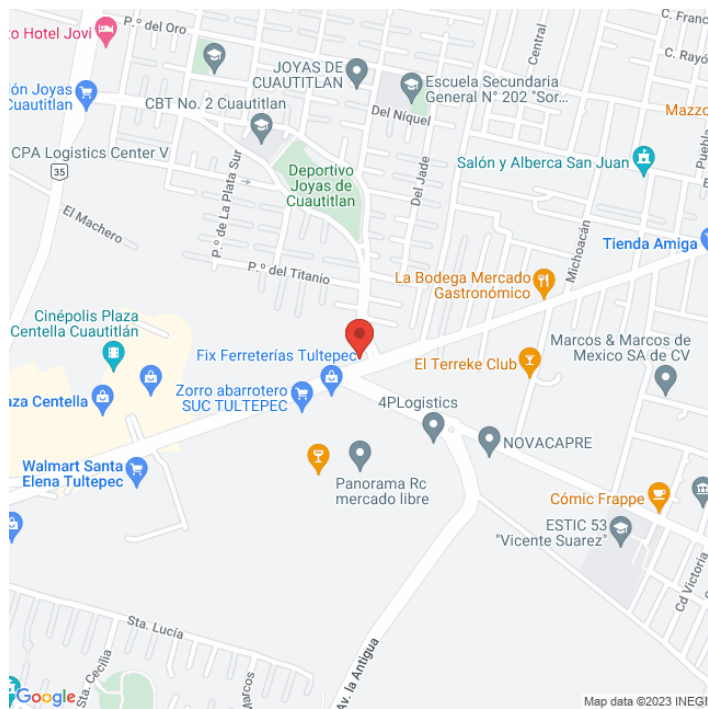 C. Franc
P.º del Oro
to Hotel Jovi
Central
C. Rayó
JOYAS DE
CUAUTITLAN
Escuela Secundaria
General N° 202 "Sor...
ón Joyas
Cuautitlan
CBT No. 2 Cuautitlan
Del Níquel
Mazzo
Puebla
CPA Logistics Center V
35
P.º de La Plata Sur
Deportivo
Joyas de
Cuautitlan
Del Jade
Salón y Alberca San Juan
El Machero
Michoacán
Tienda Amiga
P.º del Titanio
La Bodega Mercado
Gastronómico
Cinépolis Plaza
Centella Cuautitlán
Fix Ferreterías Tultepec
Marcos & Marcos de
Mexico SA de CV
El Terreke Club
Zorro abarrotero
SUC TULTEPEC
aza Centella
4PLogistics
NOVACAPRE
Walmart Santa
Elena Tultepec
Panorama Rc
mercado libre
Cómic Frappe
ESTIC 53
"Vicente Suarez"
Cd Victoria
Sta. Lucía
Sta. Cecilia
Marcos
Av. la Antigua
Google
Map data ©2023 INEGI